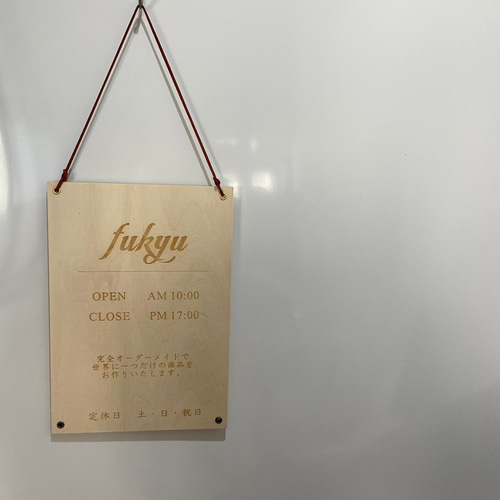 fukyu
OPEN AM 10:00
CLOSE PM 17:00
完全オーダーメイドで
世界に一つだけの商品を
お作りいたします。
定休日 土・日・祝日